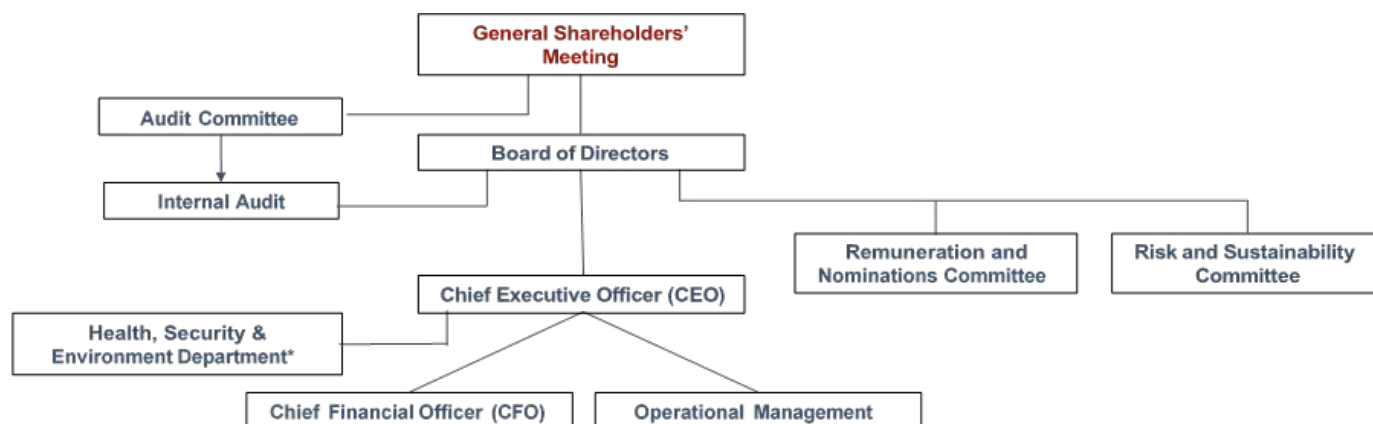 General Shareholders'
Meeting
Audit Committee
Board of Directors
Internal Audit
Remuneration and
Nominations Committee
Risk and Sustainability
Committee
Chief Executive Officer (CEO)
Health, Security &
Environment Department*
Chief Financial Officer (CFO)
Operational Management